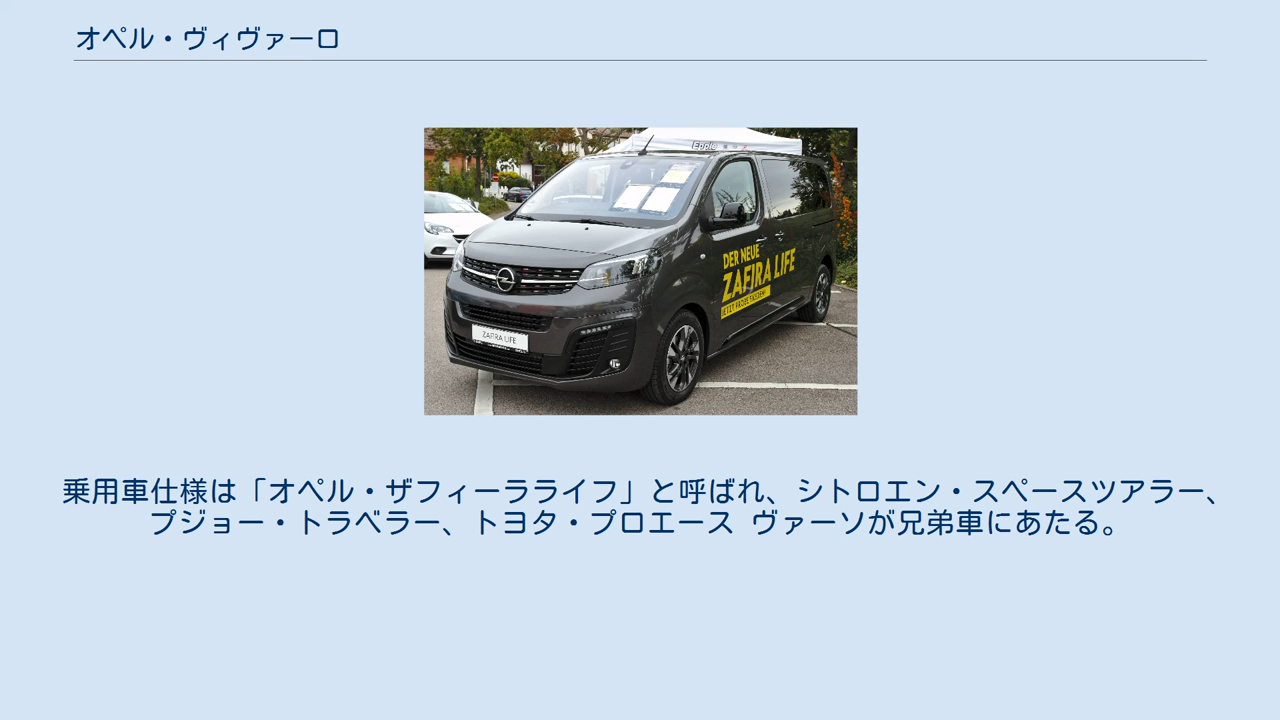 オペル・ヴィヴァーロ
Epple
DER NEUE
ZAFIRA LIFE
JETZT PROBE FAHREN!
ZAFIRA LIFE
乗用車仕様は「オペル・ザフィーラライフ」と呼ばれ、シトロエン・スペースツアラー、
プジョー・トラベラー、トヨタ・プロエース ヴァーソが兄弟車にあたる。